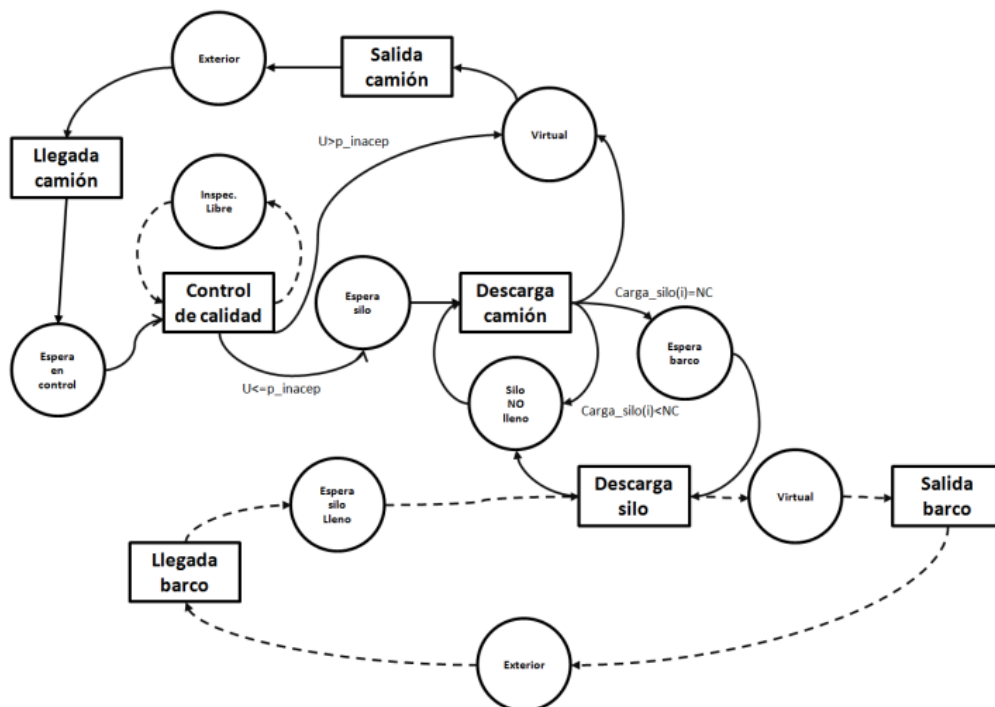 Exterior
Salida
camión
Virtual
U>p_inacep
Llegada
camión
Inspec.
Libre
Control
de calidad
Espera
silo
Descarga
camión
Carga_silo(i)=NC
Espera
barco
Espera
en
control
U<=p_inacep
Silo
NO
lleno
Carga_silo(i)<NC
Espera
silo
Lleno
Descarga
silo
Virtual
Salida
barco
Llegada
barco
Exterior